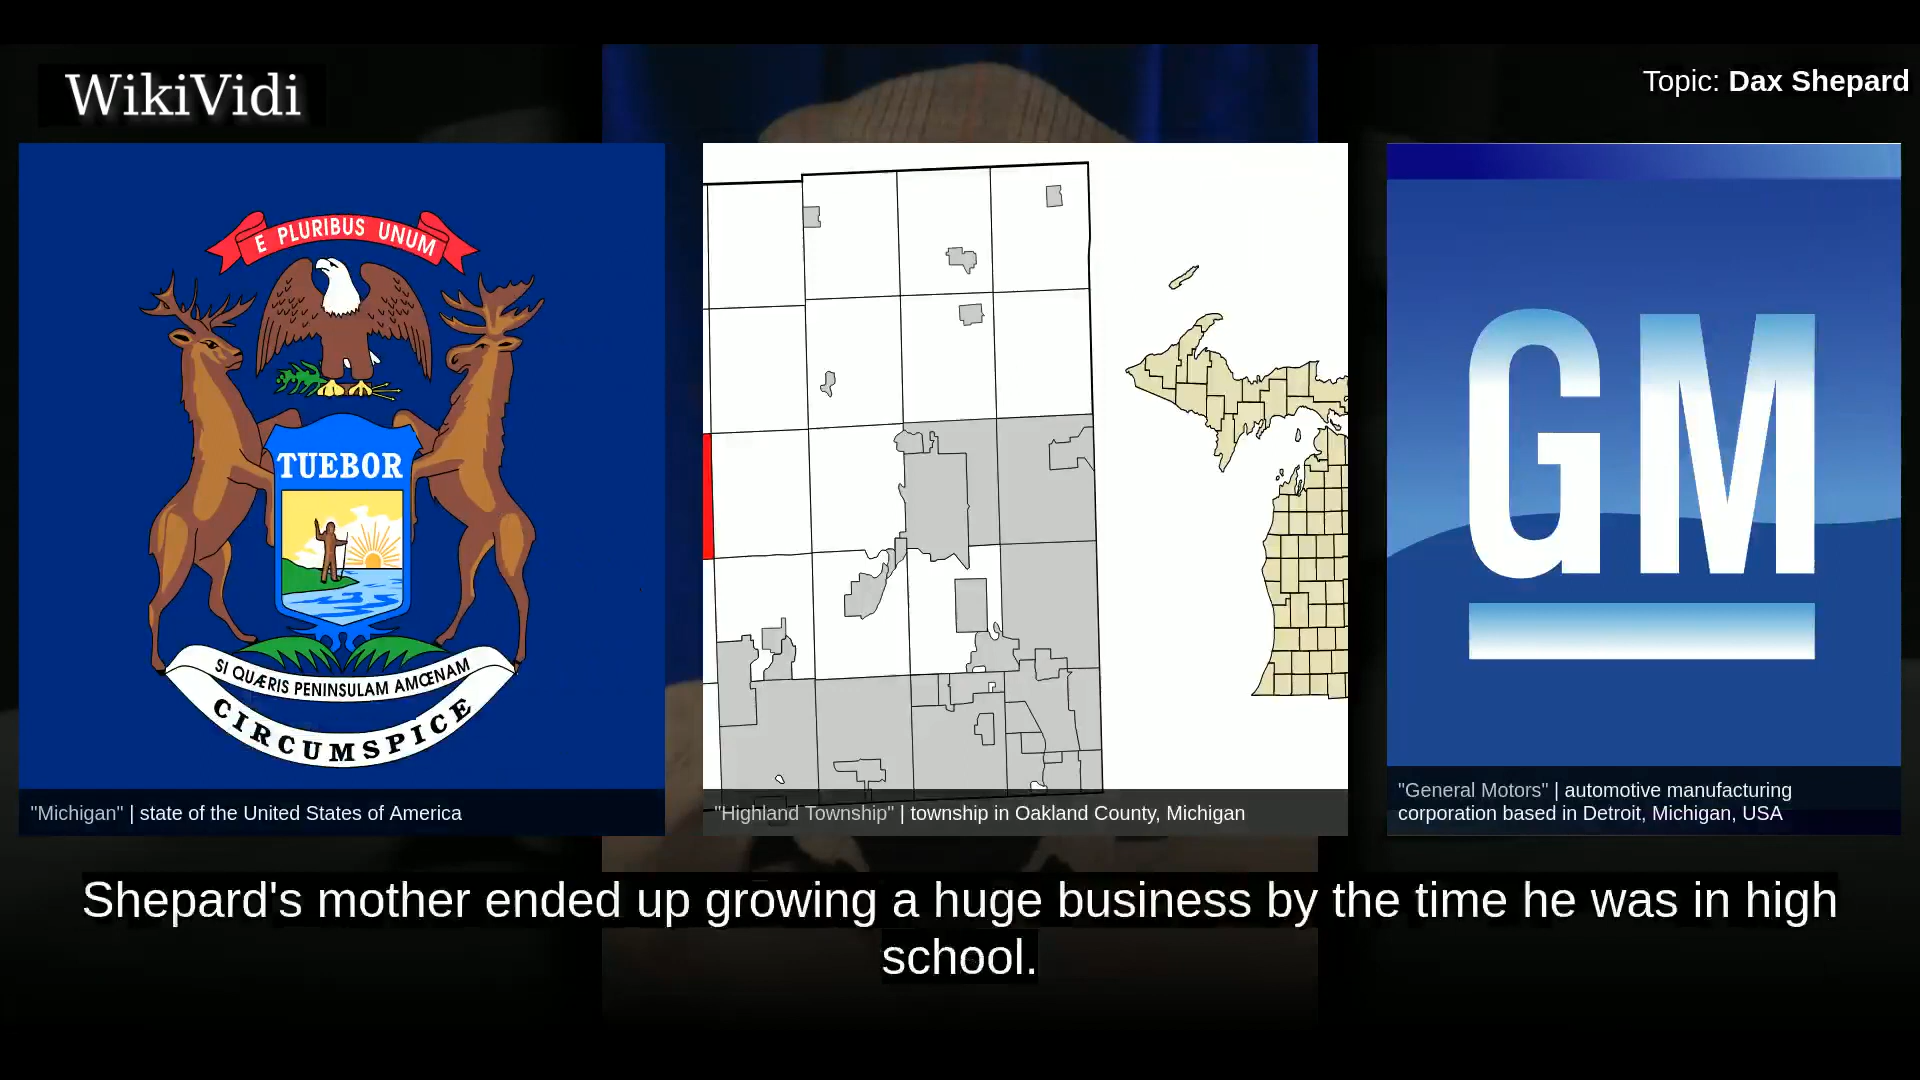 WikiVidi
Topic: Dax Shepard
E PLURIBUS UNUM
TUEBOR
SI QUÆRIS PENINSULAM AMŒNAM
CIRCUMSPICE
"Michigan" | state of the United States of America
"Highland Township" | township in Oakland County, Michigan
GM
"General Motors" | automotive manufacturing
corporation based in Detroit, Michigan, USA
Shepard's mother ended up growing a huge business by the time he was in high
school.